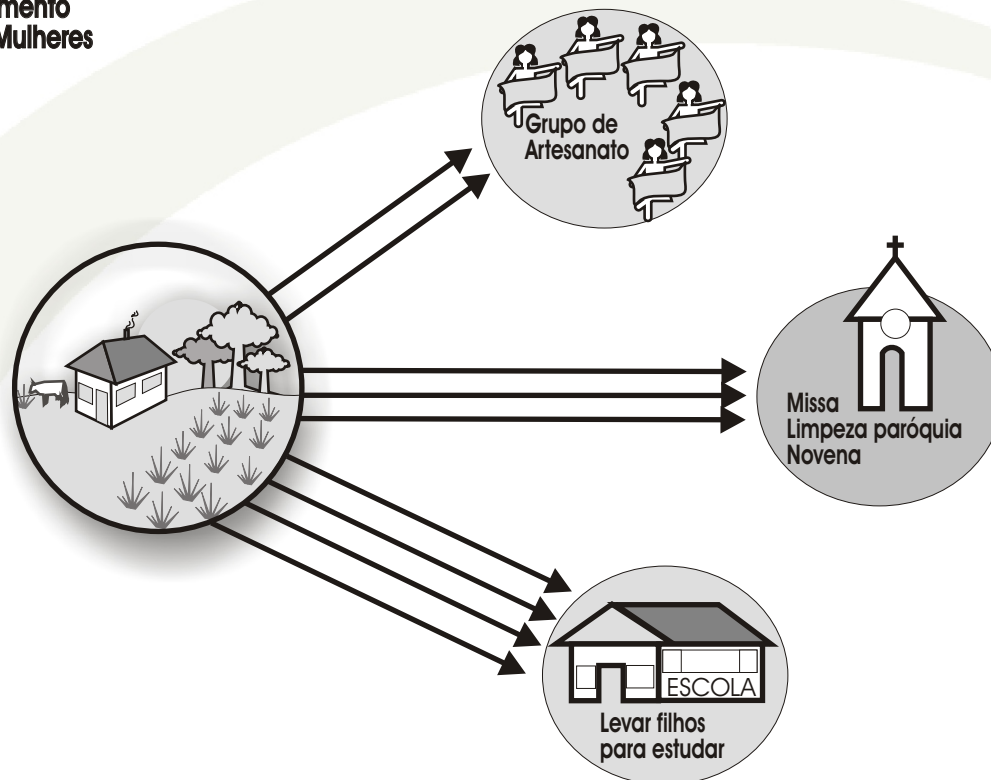 mento
Mulheres
Grupo de
Artesanato
Missa
Limpeza paróquia
Novena
ESCOLA
Levar filhos
para estudar